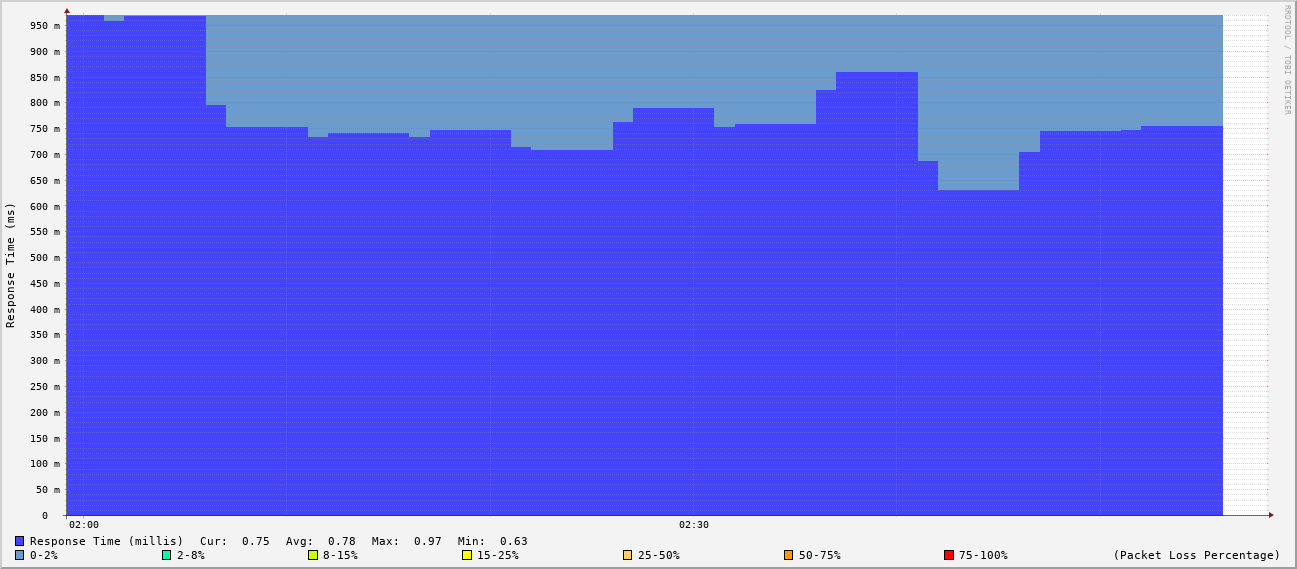 RRDTOOL / TOBI OETIKER
Response Time (ms)
950 m
900 m
850 m
800 m
750 m
700 m
650 m
600 m
550 m
500 m
450 m
400 m
350 m
300 m
250 m
200 m
150 m
100 m
50 m
0
02:00 02:30
Response Time (millis) Cur: 0.75 Avg: 0.78 Max: 0.97 Min: 0.63
0-2% 2-8% 8-15% 15-25% 25-50% 50-75% 75-100% (Packet Loss Percentage)